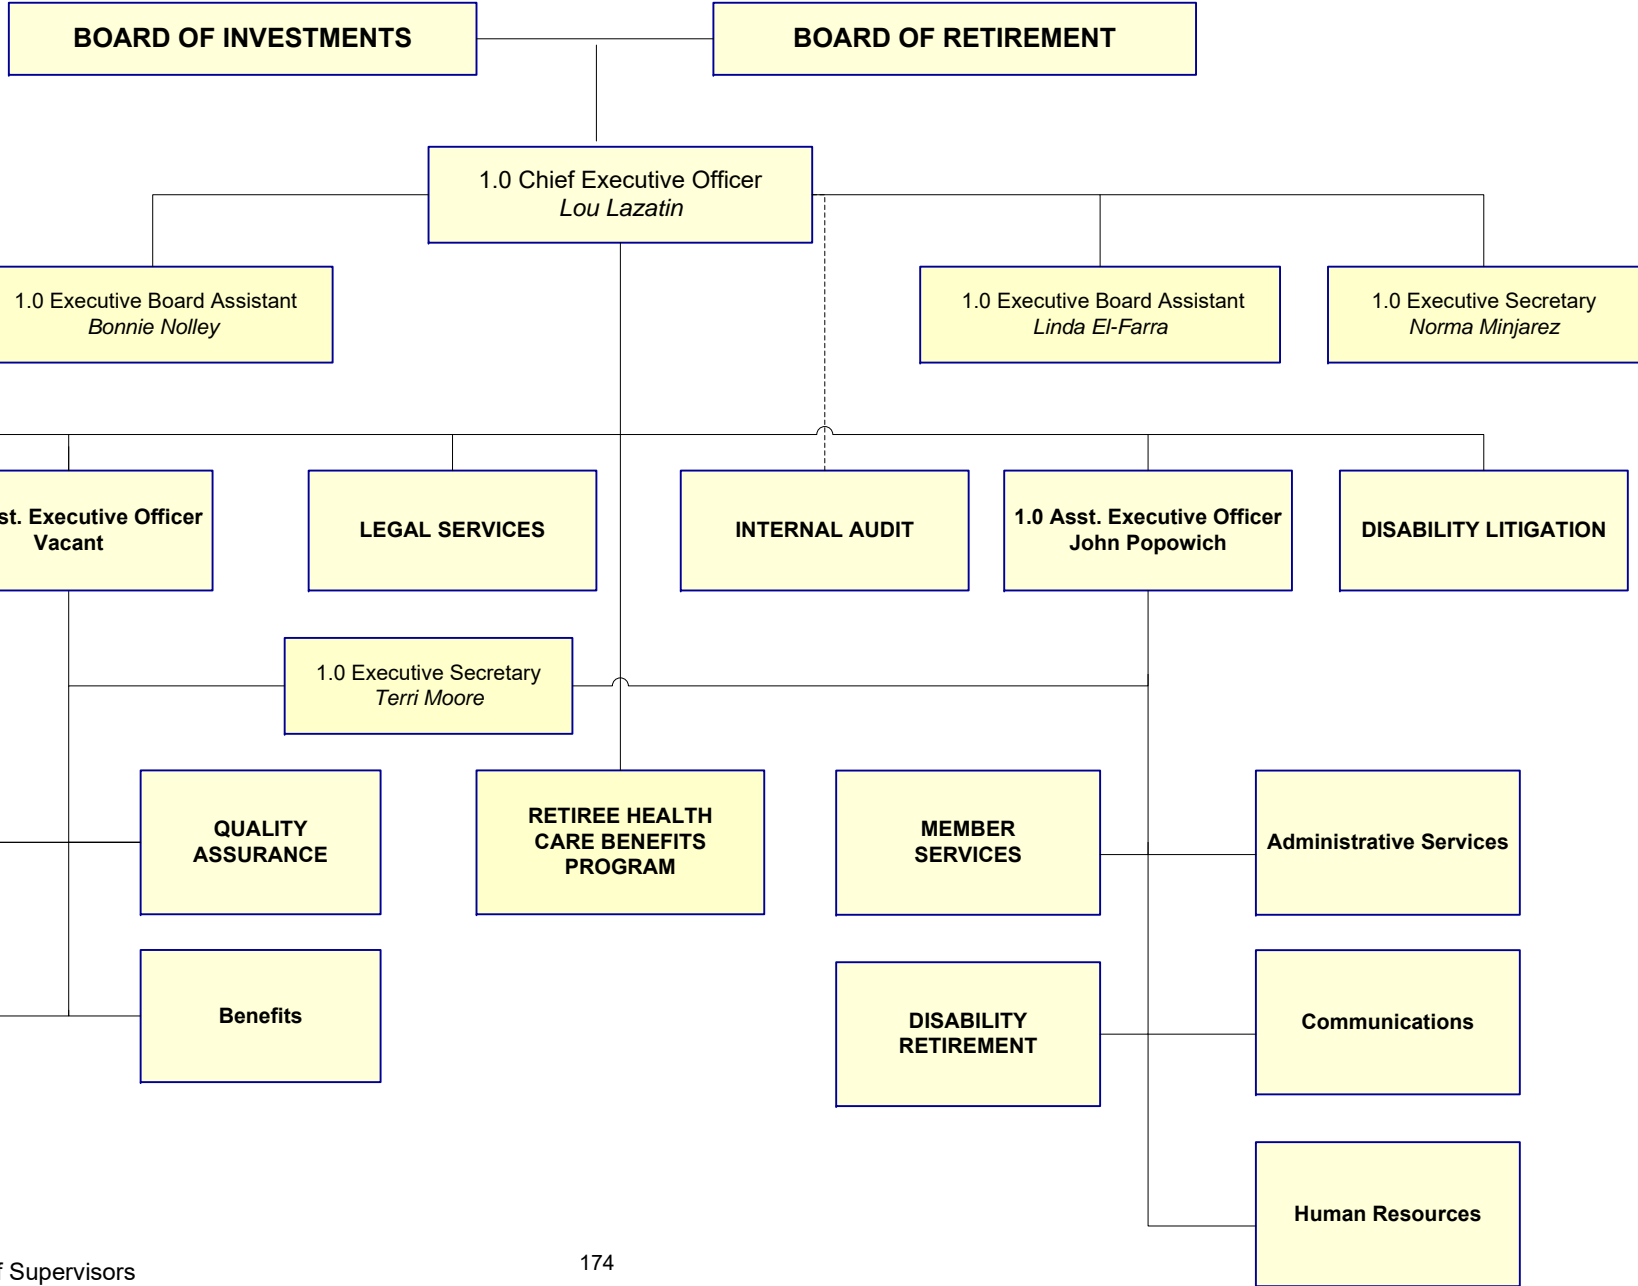 BOARD OF INVESTMENTS
BOARD OF RETIREMENT
1.0 Chief Executive Officer
Lou Lazatin
1.0 Executive Board Assistant
Bonnie Nolley
1.0 Executive Board Assistant
Linda El-Farra
1.0 Executive Secretary
Norma Minjarez
st. Executive Officer
Vacant
LEGAL SERVICES
INTERNAL AUDIT
1.0 Asst. Executive Officer
John Popowich
DISABILITY LITIGATION
1.0 Executive Secretary
Terri Moore
QUALITY
ASSURANCE
RETIREE HEALTH
CARE BENEFITS
PROGRAM
MEMBER
SERVICES
Administrative Services
Benefits
DISABILITY
RETIREMENT
Communications
Human Resources
174
f Supervisors